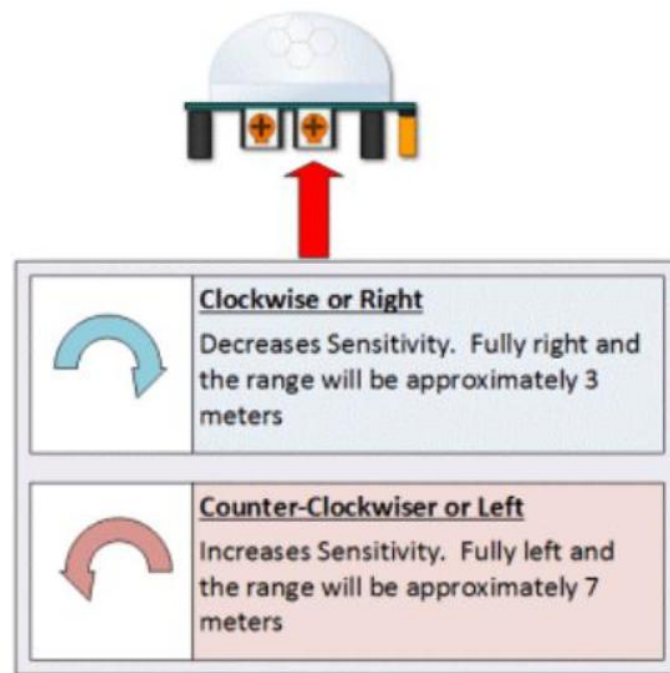 Clockwise or Right
Decreases Sensitivity. Fully right and
the range will be approximately 3
meters
Counter-Clockwiser or Left
Increases Sensitivity. Fully left and
the range will be approximately 7
meters